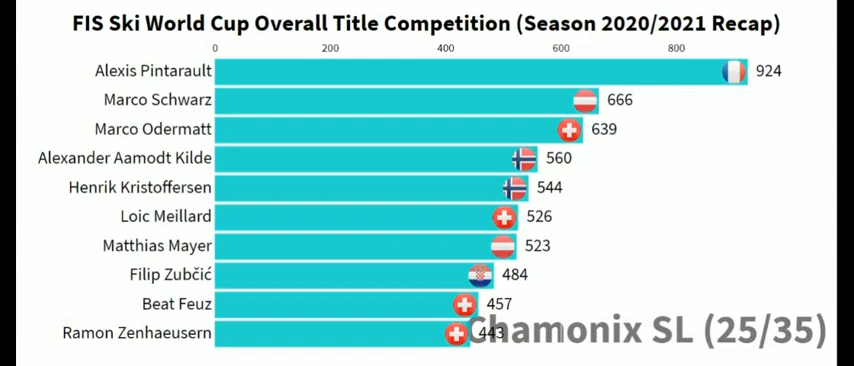 FIS Ski World Cup Overall Title Competition (Season 2020/2021 Recap)
0 200 400 600 800
Alexis Pintarault 924
Marco Schwarz 666
Marco Odermatt 639
Alexander Aamodt Kilde 560
Henrik Kristoffersen 544
Loic Meillard 526
Matthias Mayer 523
Filip Zubčić 484
Beat Feuz 457
Ramon Zenhaeusern 443
Chamonix SL (25/35)